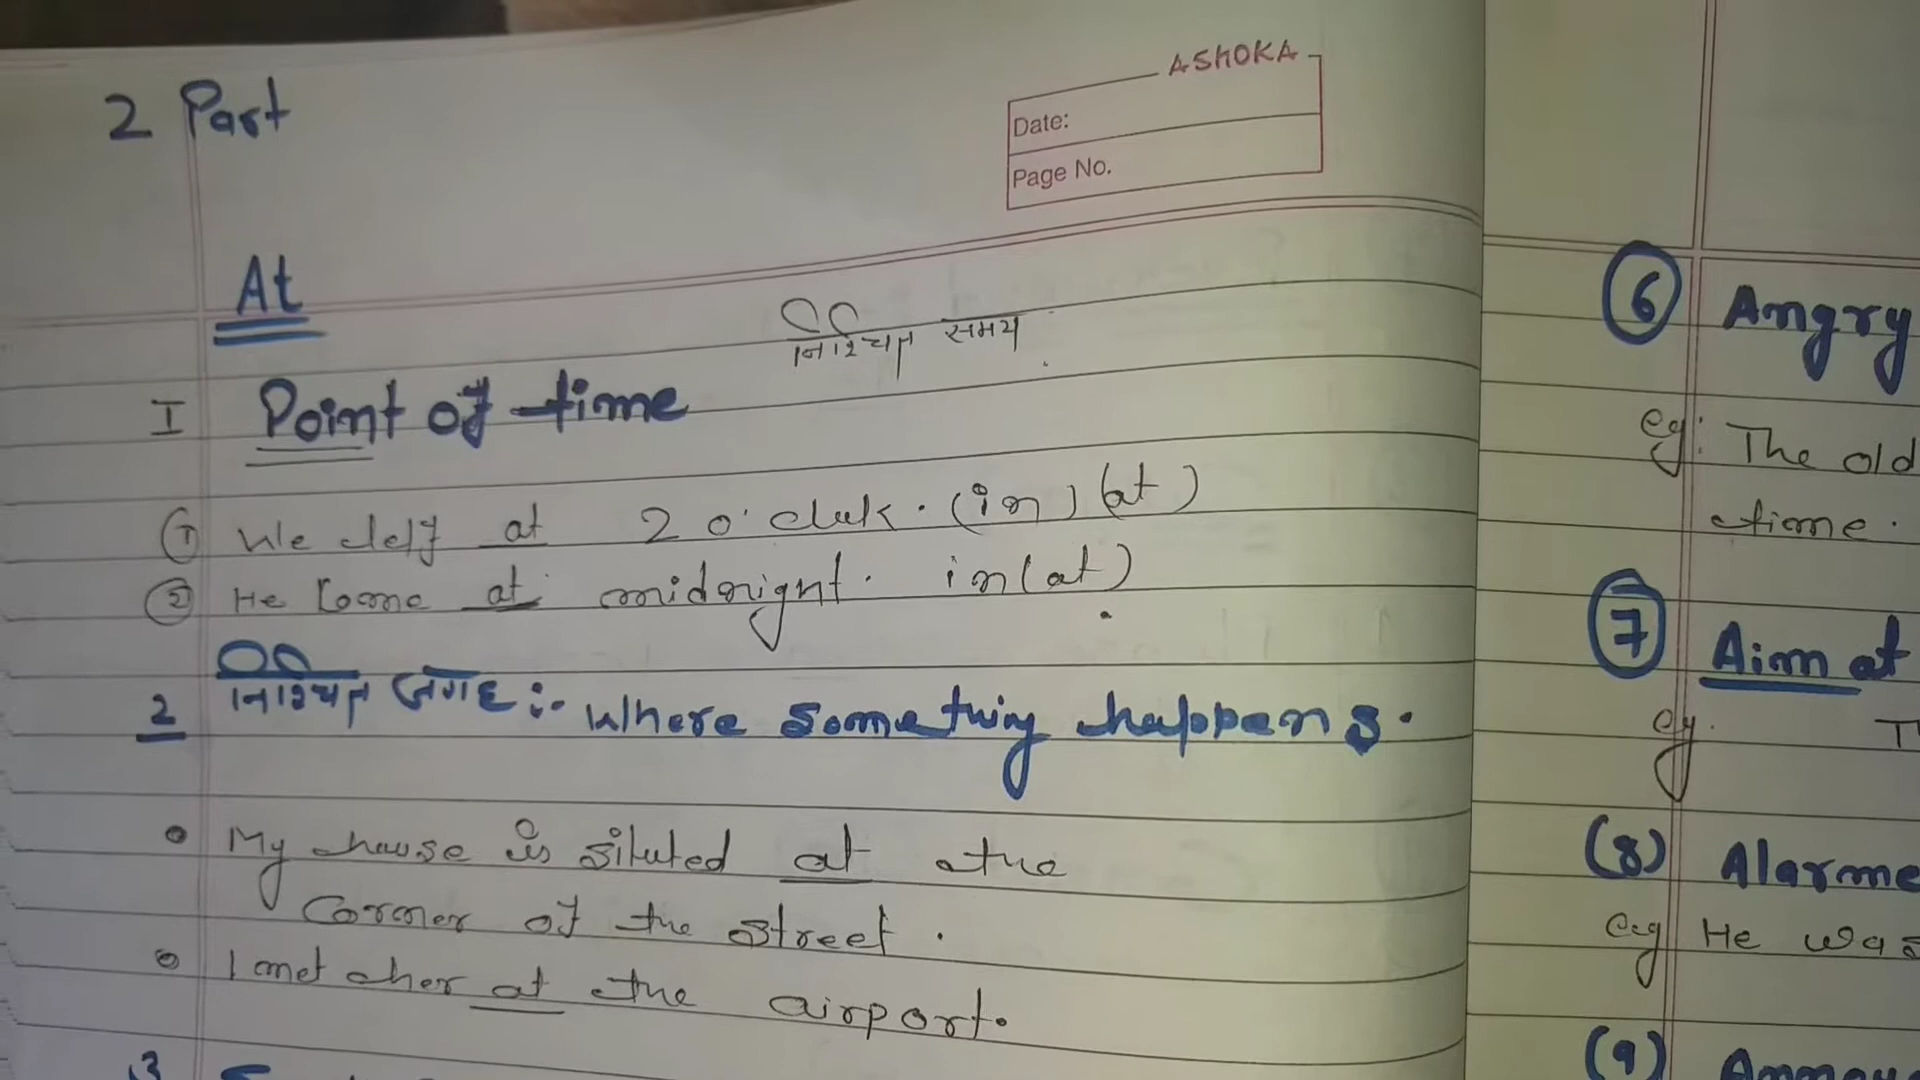 ASHOKA
Date:
Page No.
2 Part
At
निश्चित समय
I Point of time
① We left at 2 o'clock. (in) (at)
② He come at midnight. in (at)
2 निश्चित जगह :- Where something happens.
• My house is situted at the
Corner of the street.
• I met her at the airport.
3
⑥ Angry
eg: The old
time.
⑦ Aim at
eg.
(8) Alarme
eg He was
(9)